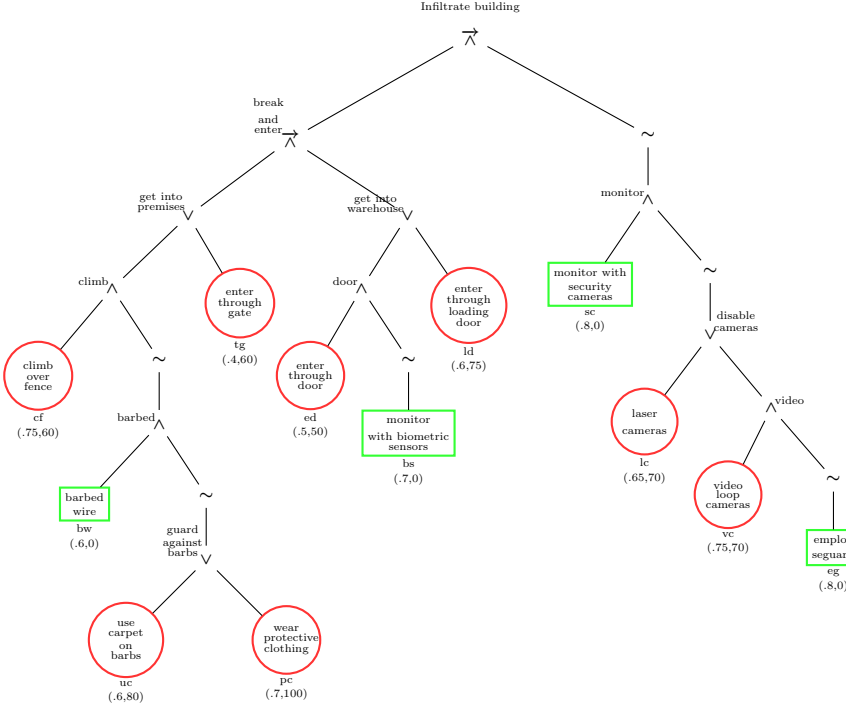 Infiltrate building
→
∧
break
and
enter
→
∧
~
get into
premises
∨
get into
warehouse
∨
monitor
∧
climb
∧
enter
through
gate
tg
(.4,60)
door
∧
enter
through
loading
door
ld
(.6,75)
monitor with
security
cameras
sc
(.8,0)
~
disable
cameras
∨
climb
over
fence
cf
(.75,60)
~
enter
through
door
ed
(.5,50)
~
monitor
with biometric
sensors
bs
(.7,0)
laser
cameras
lc
(.65,70)
video
∧
barbed
∧
barbed
wire
bw
(.6,0)
~
video
loop
cameras
vc
(.75,70)
~
emplo
seguar
eg
(.8,0)
guard
against
barbs
∨
use
carpet
on
barbs
uc
(.6,80)
wear
protective
clothing
pc
(.7,100)